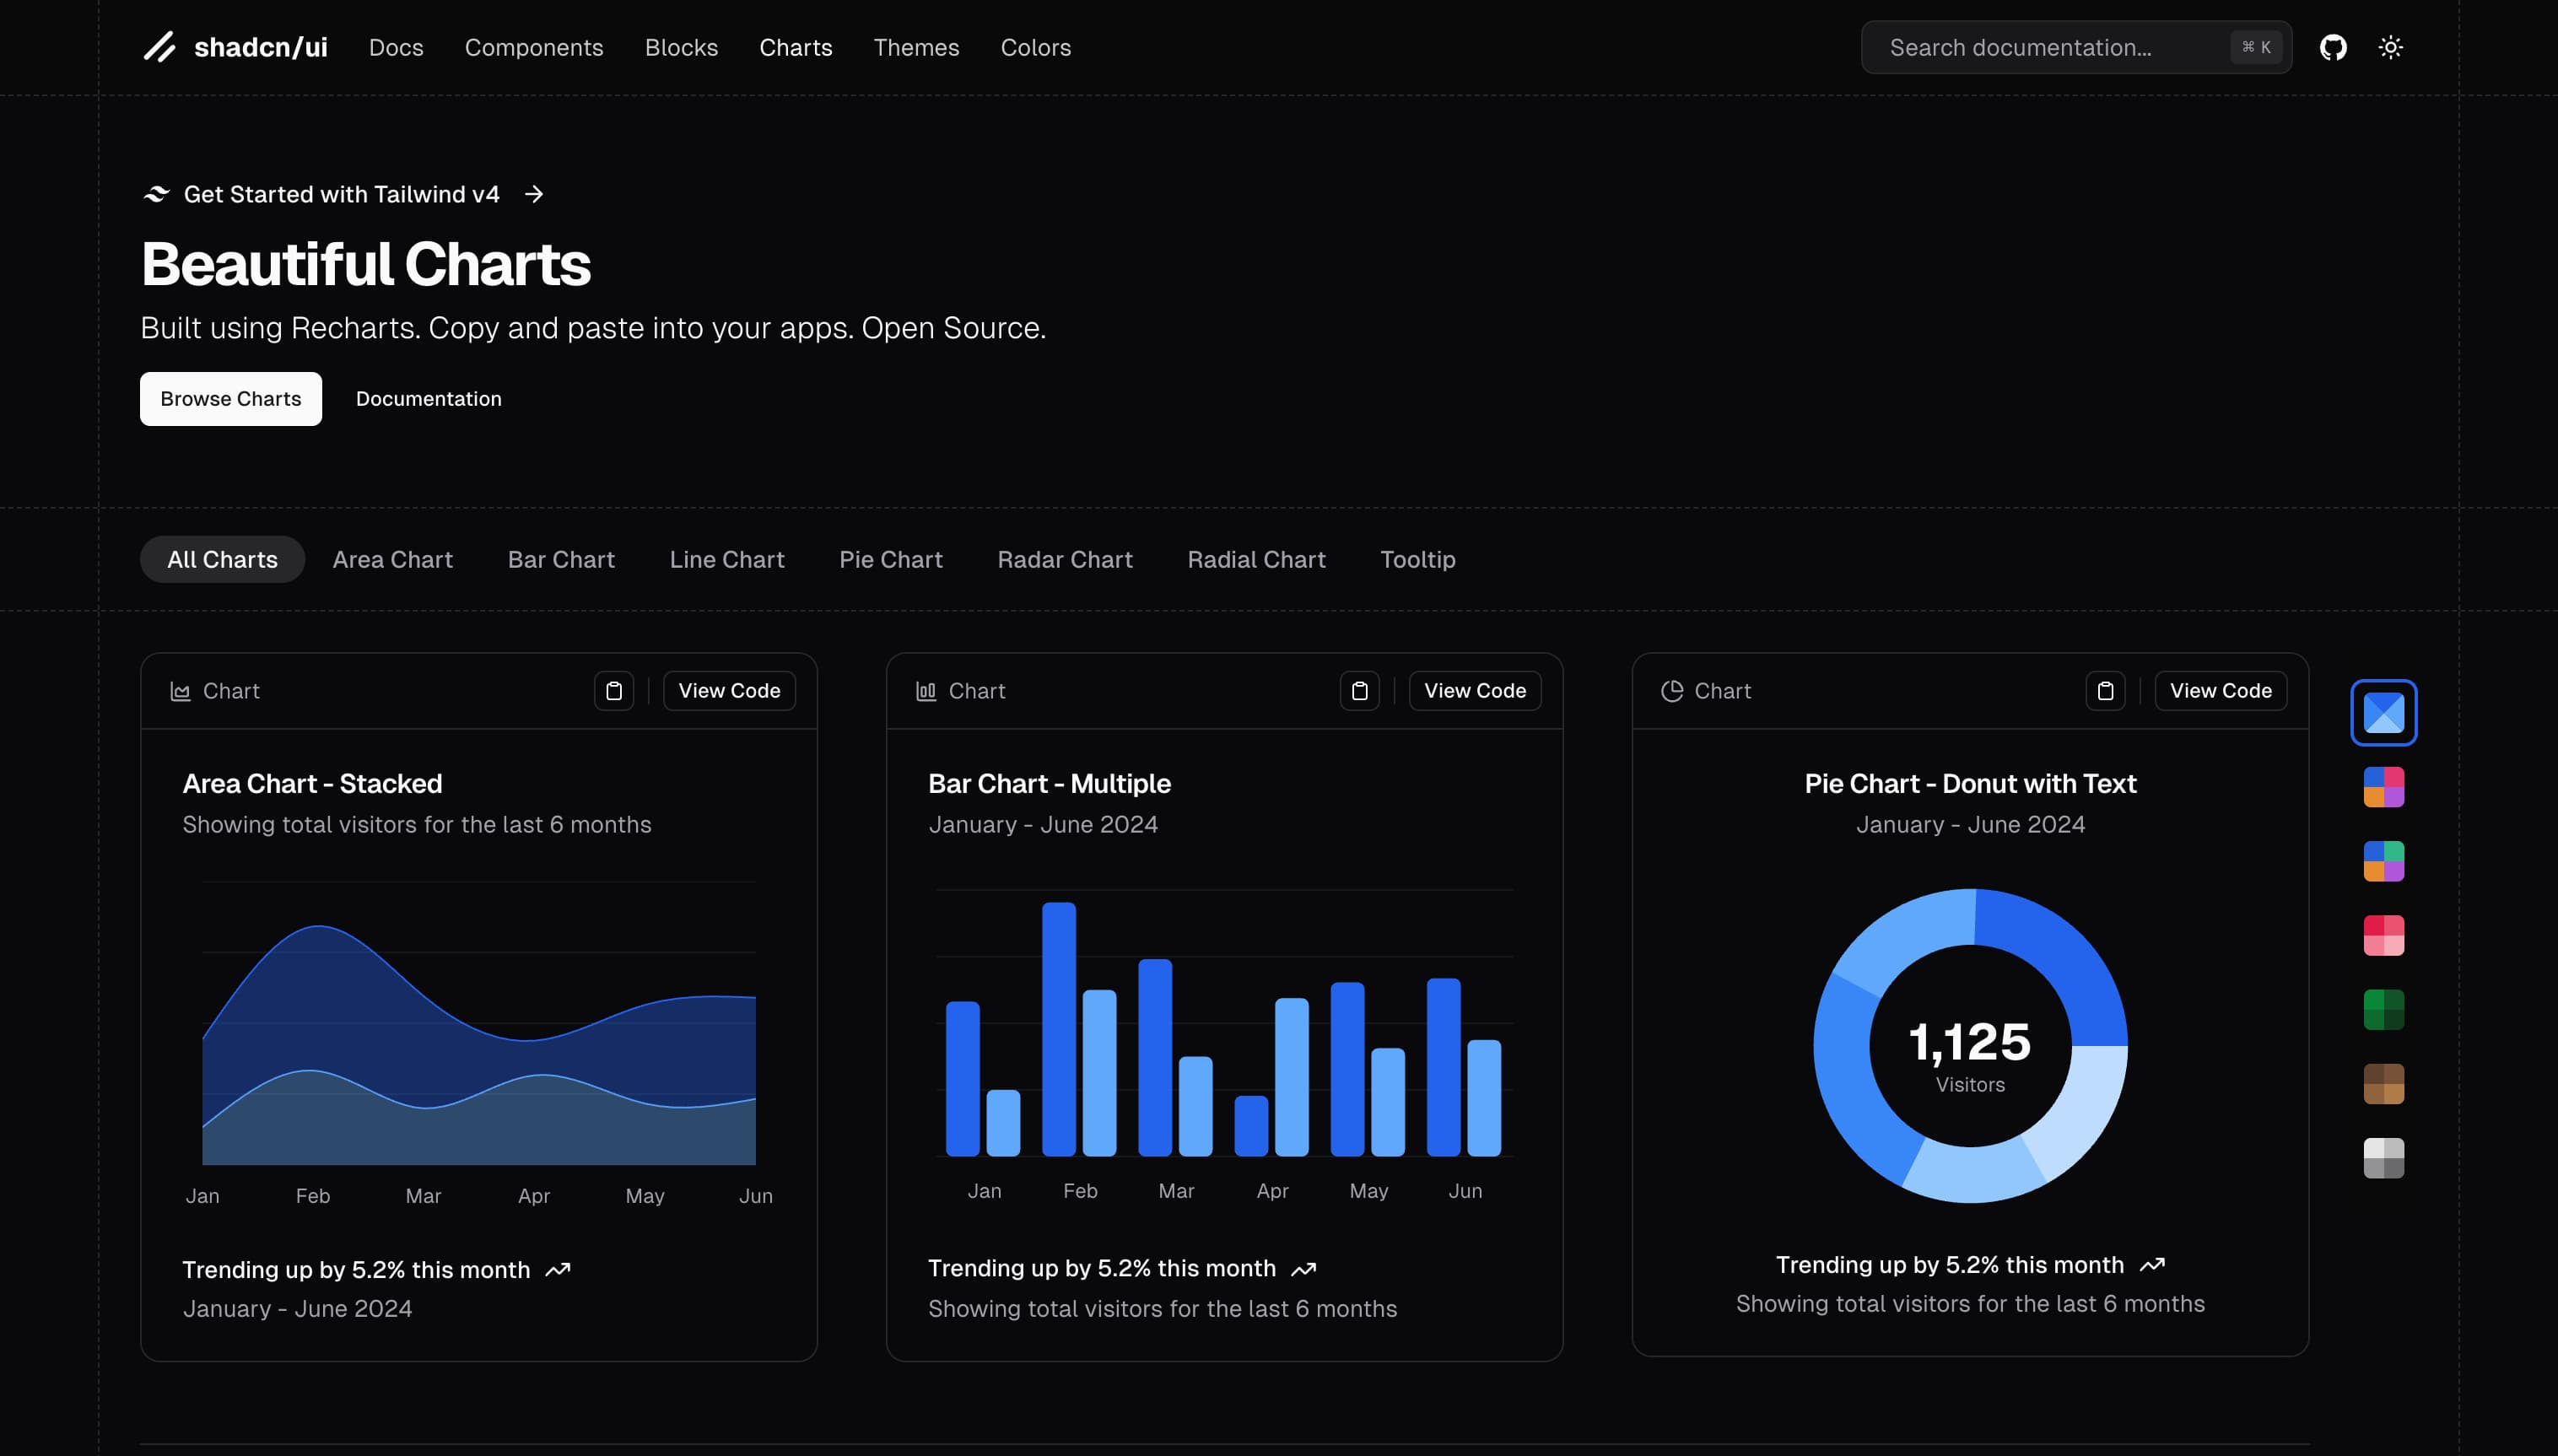 shadcn/ui Docs Components Blocks Charts Themes Colors Search documentation... ⌘ K
Get Started with Tailwind v4
Beautiful Charts
Built using Recharts. Copy and paste into your apps. Open Source.
Browse Charts Documentation
All Charts Area Chart Bar Chart Line Chart Pie Chart Radar Chart Radial Chart Tooltip
Chart View Code
Area Chart - Stacked
Showing total visitors for the last 6 months
Jan Feb Mar Apr May Jun
Trending up by 5.2% this month
January - June 2024
Chart View Code
Bar Chart - Multiple
January - June 2024
Jan Feb Mar Apr May Jun
Trending up by 5.2% this month
Showing total visitors for the last 6 months
Chart View Code
Pie Chart - Donut with Text
January - June 2024
1,125
Visitors
Trending up by 5.2% this month
Showing total visitors for the last 6 months